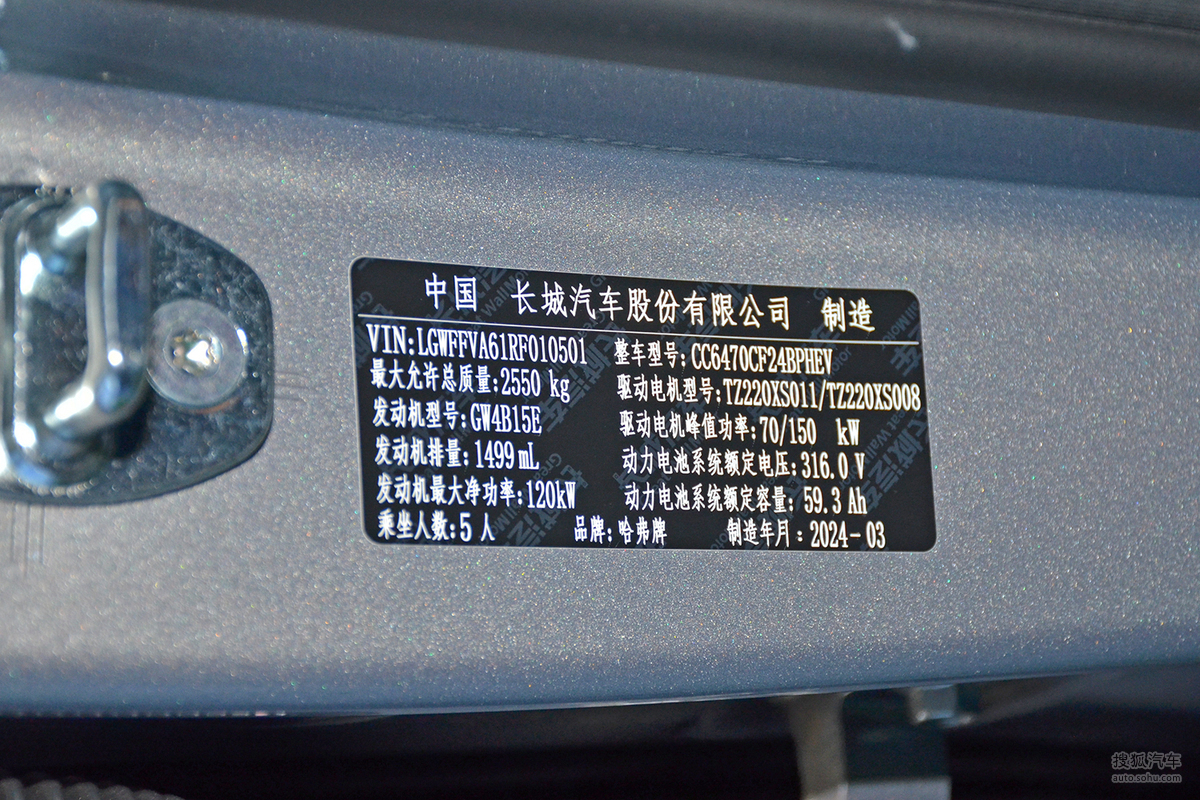 中国 长城汽车股份有限公司 制造
VIN:LGWFFVA61RF010501 整车型号:CC6470CF24BPHEV
最大允许总质量:2550 kg 驱动电机型号:TZ220XS011/TZ220XS008
发动机型号:GW4B15E 驱动电机峰值功率:70/150 kW
发动机排量:1499 mL 动力电池系统额定电压:316.0 V
发动机最大净功率:120kW 动力电池系统额定容量:59.3 Ah
乘坐人数:5 人 品牌:哈弗牌 制造年月:2024-03
搜狐汽车
auto.sohu.com